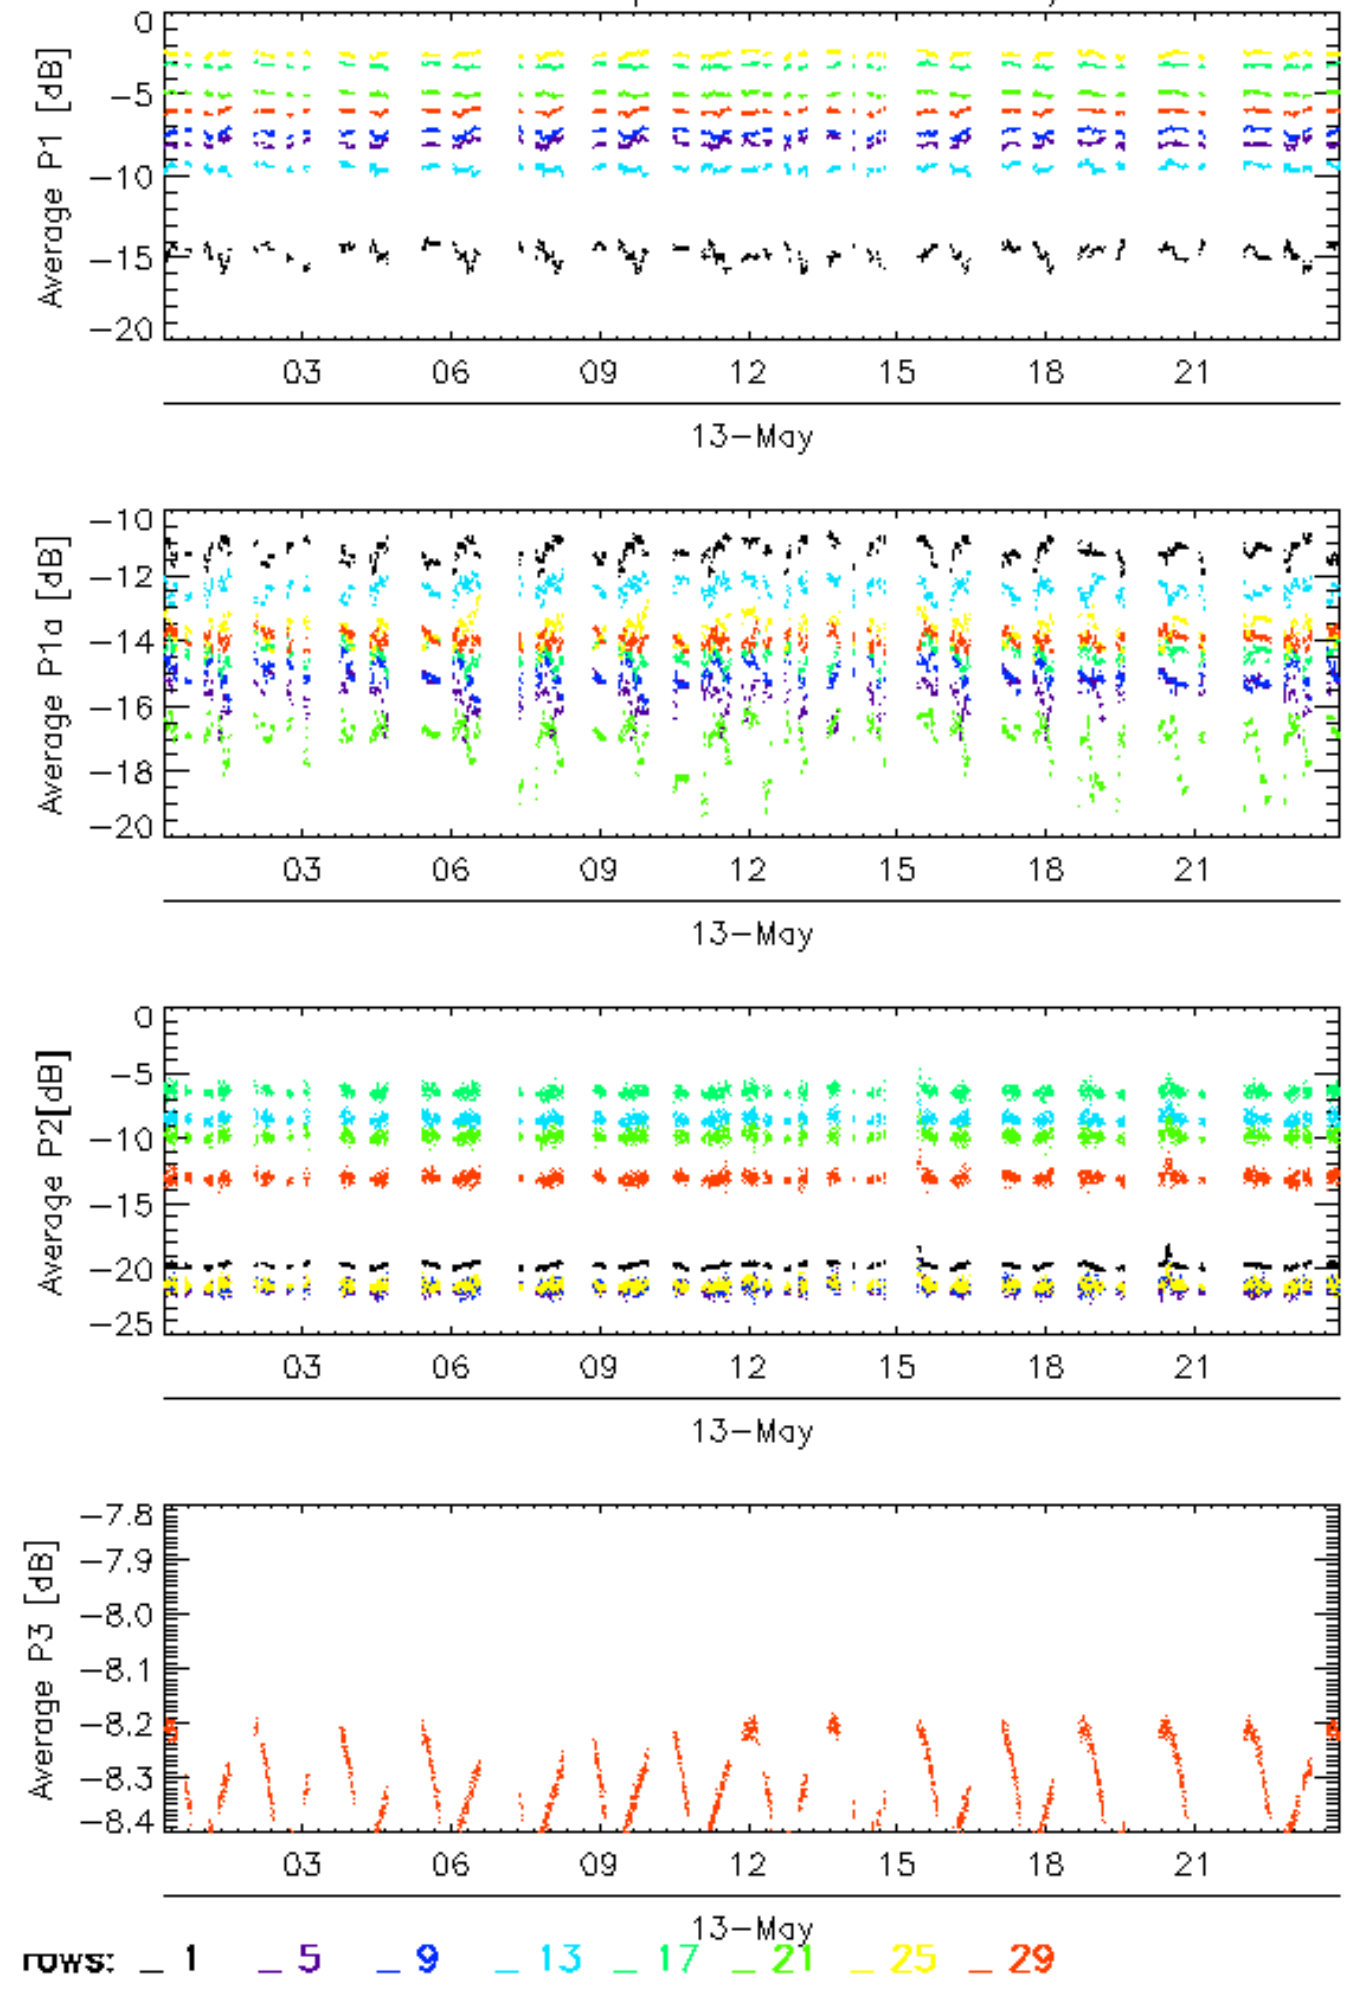 0
−5
−10
−15
−20
Average P1 [dB]
03 06 09 12 15 18 21
13−May
−10
−12
−14
−16
−18
−20
Average P1a [dB]
03 06 09 12 15 18 21
13−May
0
−5
−10
−15
−20
−25
Average P2[dB]
03 06 09 12 15 18 21
13−May
−7.8
−7.9
−8.0
−8.1
−8.2
−8.3
−8.4
Average P3 [dB]
03 06 09 12 15 18 21
13−May
rows: _ 1 _ 5 _ 9 _ 13 _ 17 _ 21 _ 25 _ 29